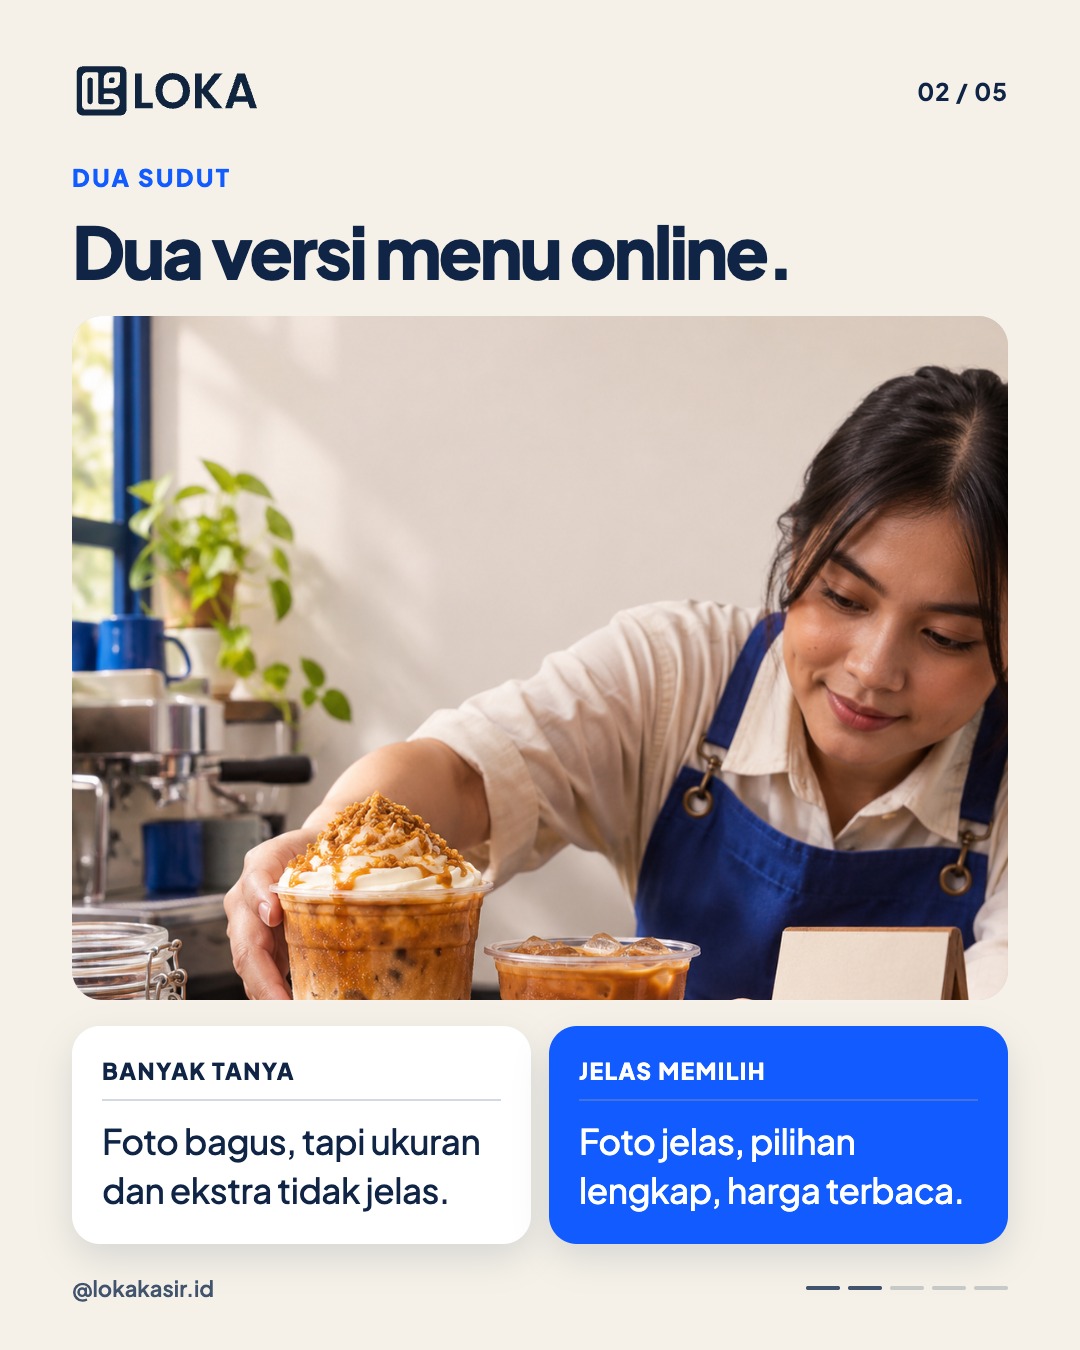 LOKA
02 / 05
DUA SUDUT
Dua versi menu online.
BANYAK TANYA
Foto bagus, tapi ukuran
dan ekstra tidak jelas.
JELAS MEMILIH
Foto jelas, pilihan
lengkap, harga terbaca.
@lokakasir.id